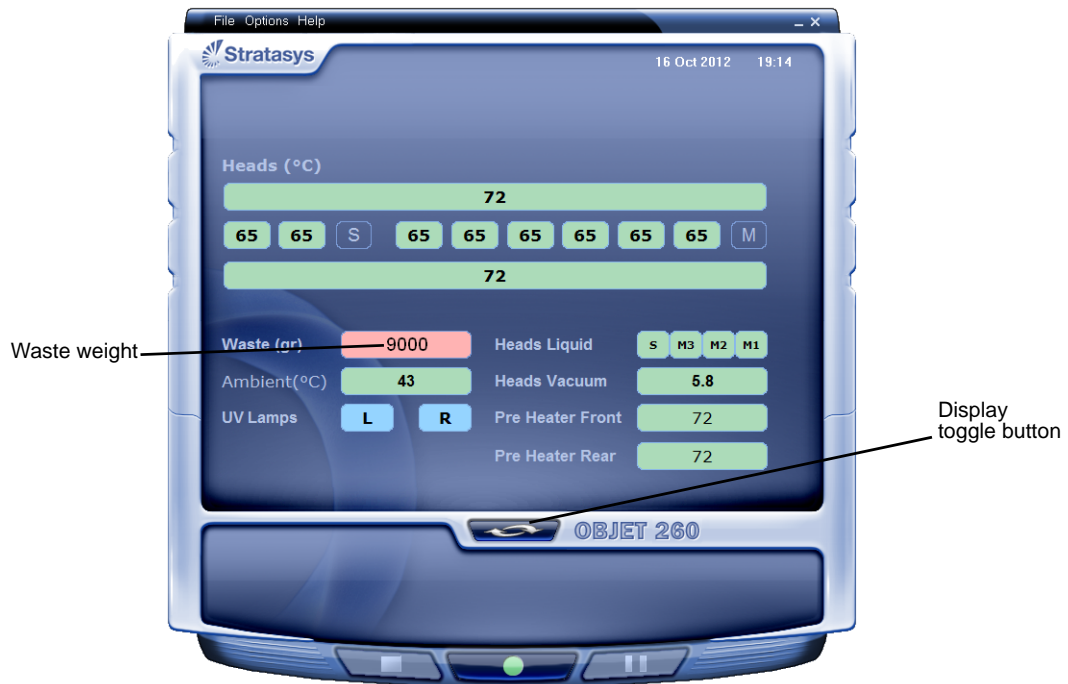 File Options Help
Stratasys
16 Oct 2012 19:14
Heads (°C)
72
65 65 S 65 65 65 65 65 65 M
72
Waste weight
Waste (gr) 9000 Heads Liquid S M3 M2 M1
Ambient(°C) 43 Heads Vacuum 5.8
UV Lamps L R Pre Heater Front 72
Pre Heater Rear 72
Display
toggle button
OBJET 260